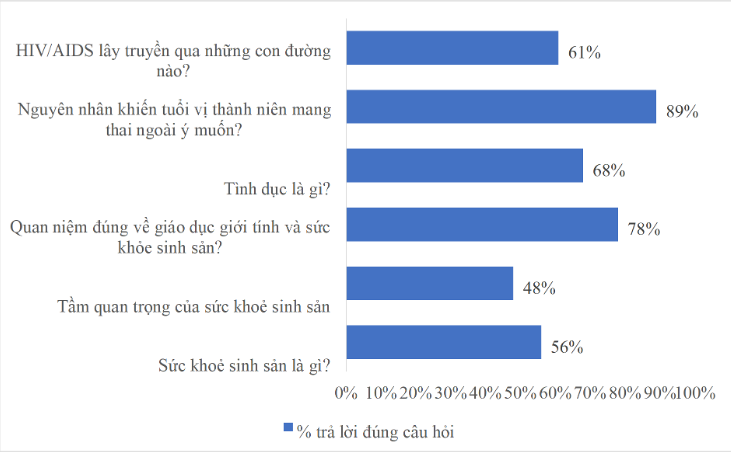 HIV/AIDS lây truyền qua những con đường
nào?
61%
Nguyên nhân khiến tuổi vị thành niên mang
thai ngoài ý muốn?
89%
Tình dục là gì?
68%
Quan niệm đúng về giáo dục giới tính và sức
khỏe sinh sản?
78%
Tầm quan trọng của sức khoẻ sinh sản
48%
Sức khoẻ sinh sản là gì?
56%
0% 10% 20% 30% 40% 50% 60% 70% 80% 90% 100%
% trả lời đúng câu hỏi